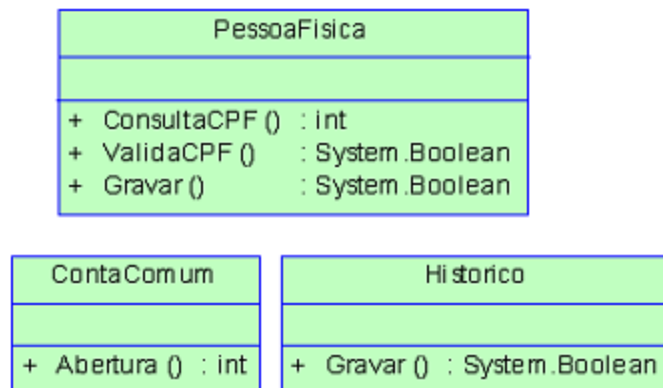 PessoaFisica
+ ConsultaCPF () : int
+ ValidaCPF () : System.Boolean
+ Gravar () : System.Boolean
ContaComum
+ Abertura () : int
Historico
+ Gravar () : System.Boolean